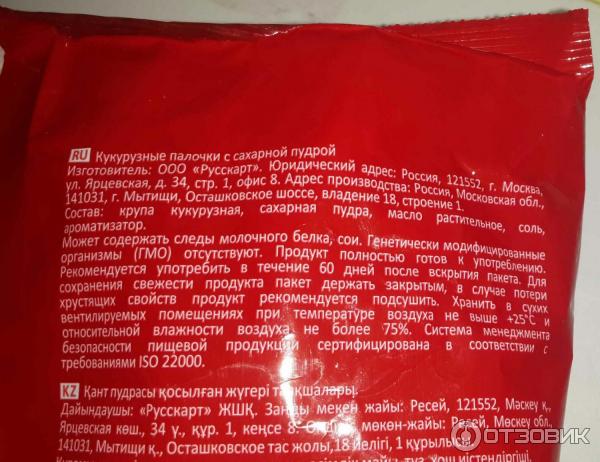 RU Кукурузные палочки с сахарной пудрой
Изготовитель: ООО «Русскарт». Юридический адрес: Россия, 121552, г. Москва,
ул. Ярцевская, д. 34, стр. 1, офис 8. Адрес производства: Россия, Московская обл.,
141031, г. Мытищи, Осташковское шоссе, владение 18, строение 1.
Состав: крупа кукурузная, сахарная пудра, масло растительное, соль,
ароматизатор.
Может содержать следы молочного белка, сои. Генетически модифицированные
организмы (ГМО) отсутствуют. Продукт полностью готов к употреблению.
Рекомендуется употребить в течение 60 дней после вскрытия пакета. Для
сохранения свежести продукта пакет держать закрытым, в случае потери
хрустящих свойств продукт рекомендуется подсушить. Хранить в сухих
вентилируемых помещениях при температуре воздуха не выше +25°С и
относительной влажности воздуха не более 75%. Система менеджмента
безопасности пищевой продукции сертифицирована в соответствии с
требованиями ISO 22000.
KZ Қант пудрасы қосылған жүгері таяқшалары.
Дайындаушы: «Русскарт» ЖШҚ. Заңды мекен жайы: Ресей, 121552, Мәскеу қ.,
Ярцевская көш., 34 ү., құр. 1, кеңсе 8. мекен-жайы: Ресей, Мәскеу обл.,
141031, Мытищи қ., Осташковское тас жолы, 18 иелігі, 1 құрылыс.
ОТЗОВИК